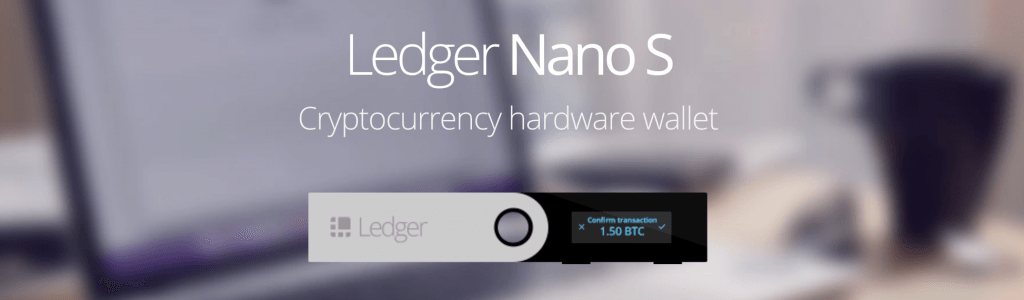 Ledger Nano S
Cryptocurrency hardware wallet
Ledger
Confirm transaction
1.50 BTC